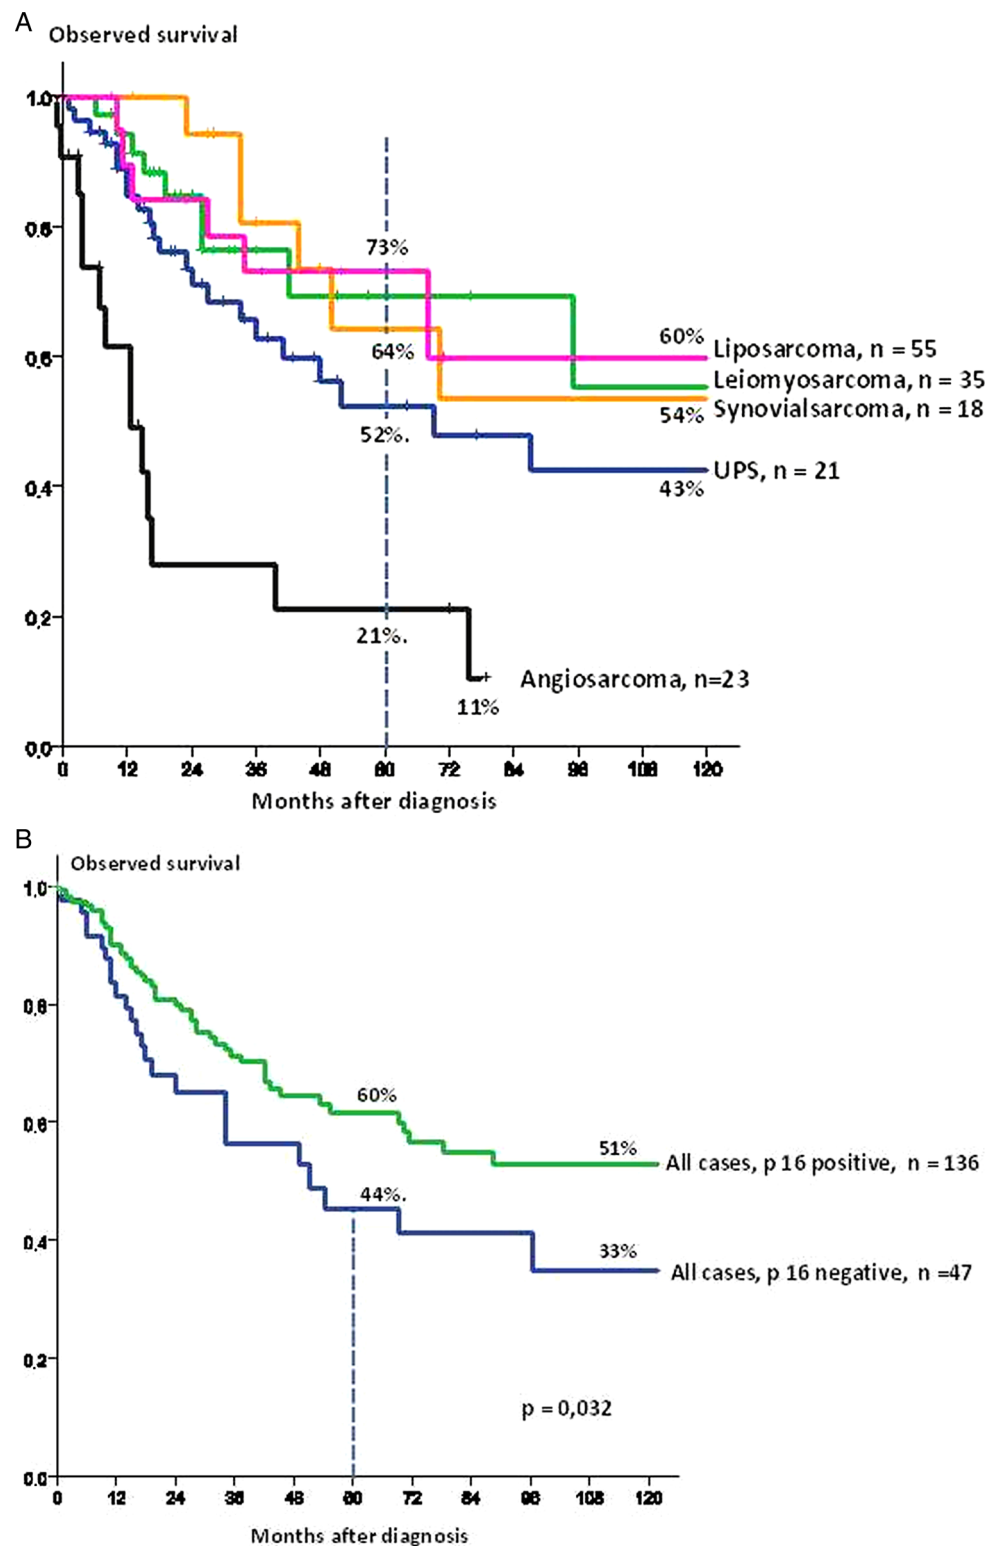 A
Observed survival
1.0
0.8
0.6
0.4
0.2
0.0
73%
64%
52%.
21%.
11%
60%
54%
43%
Liposarcoma, n = 55
Leiomyosarcoma, n = 35
Synovialsarcoma, n = 18
UPS, n = 21
Angiosarcoma, n=23
0 12 24 36 48 60 72 84 96 108 120
Months after diagnosis
B
Observed survival
1,0
0,8
0,6
0,4
0,2
0,0
60%
51%
All cases, p 16 positive, n = 136
44%.
33%
All cases, p 16 negative, n =47
p = 0,032
0 12 24 36 48 60 72 84 96 108 120
Months after diagnosis